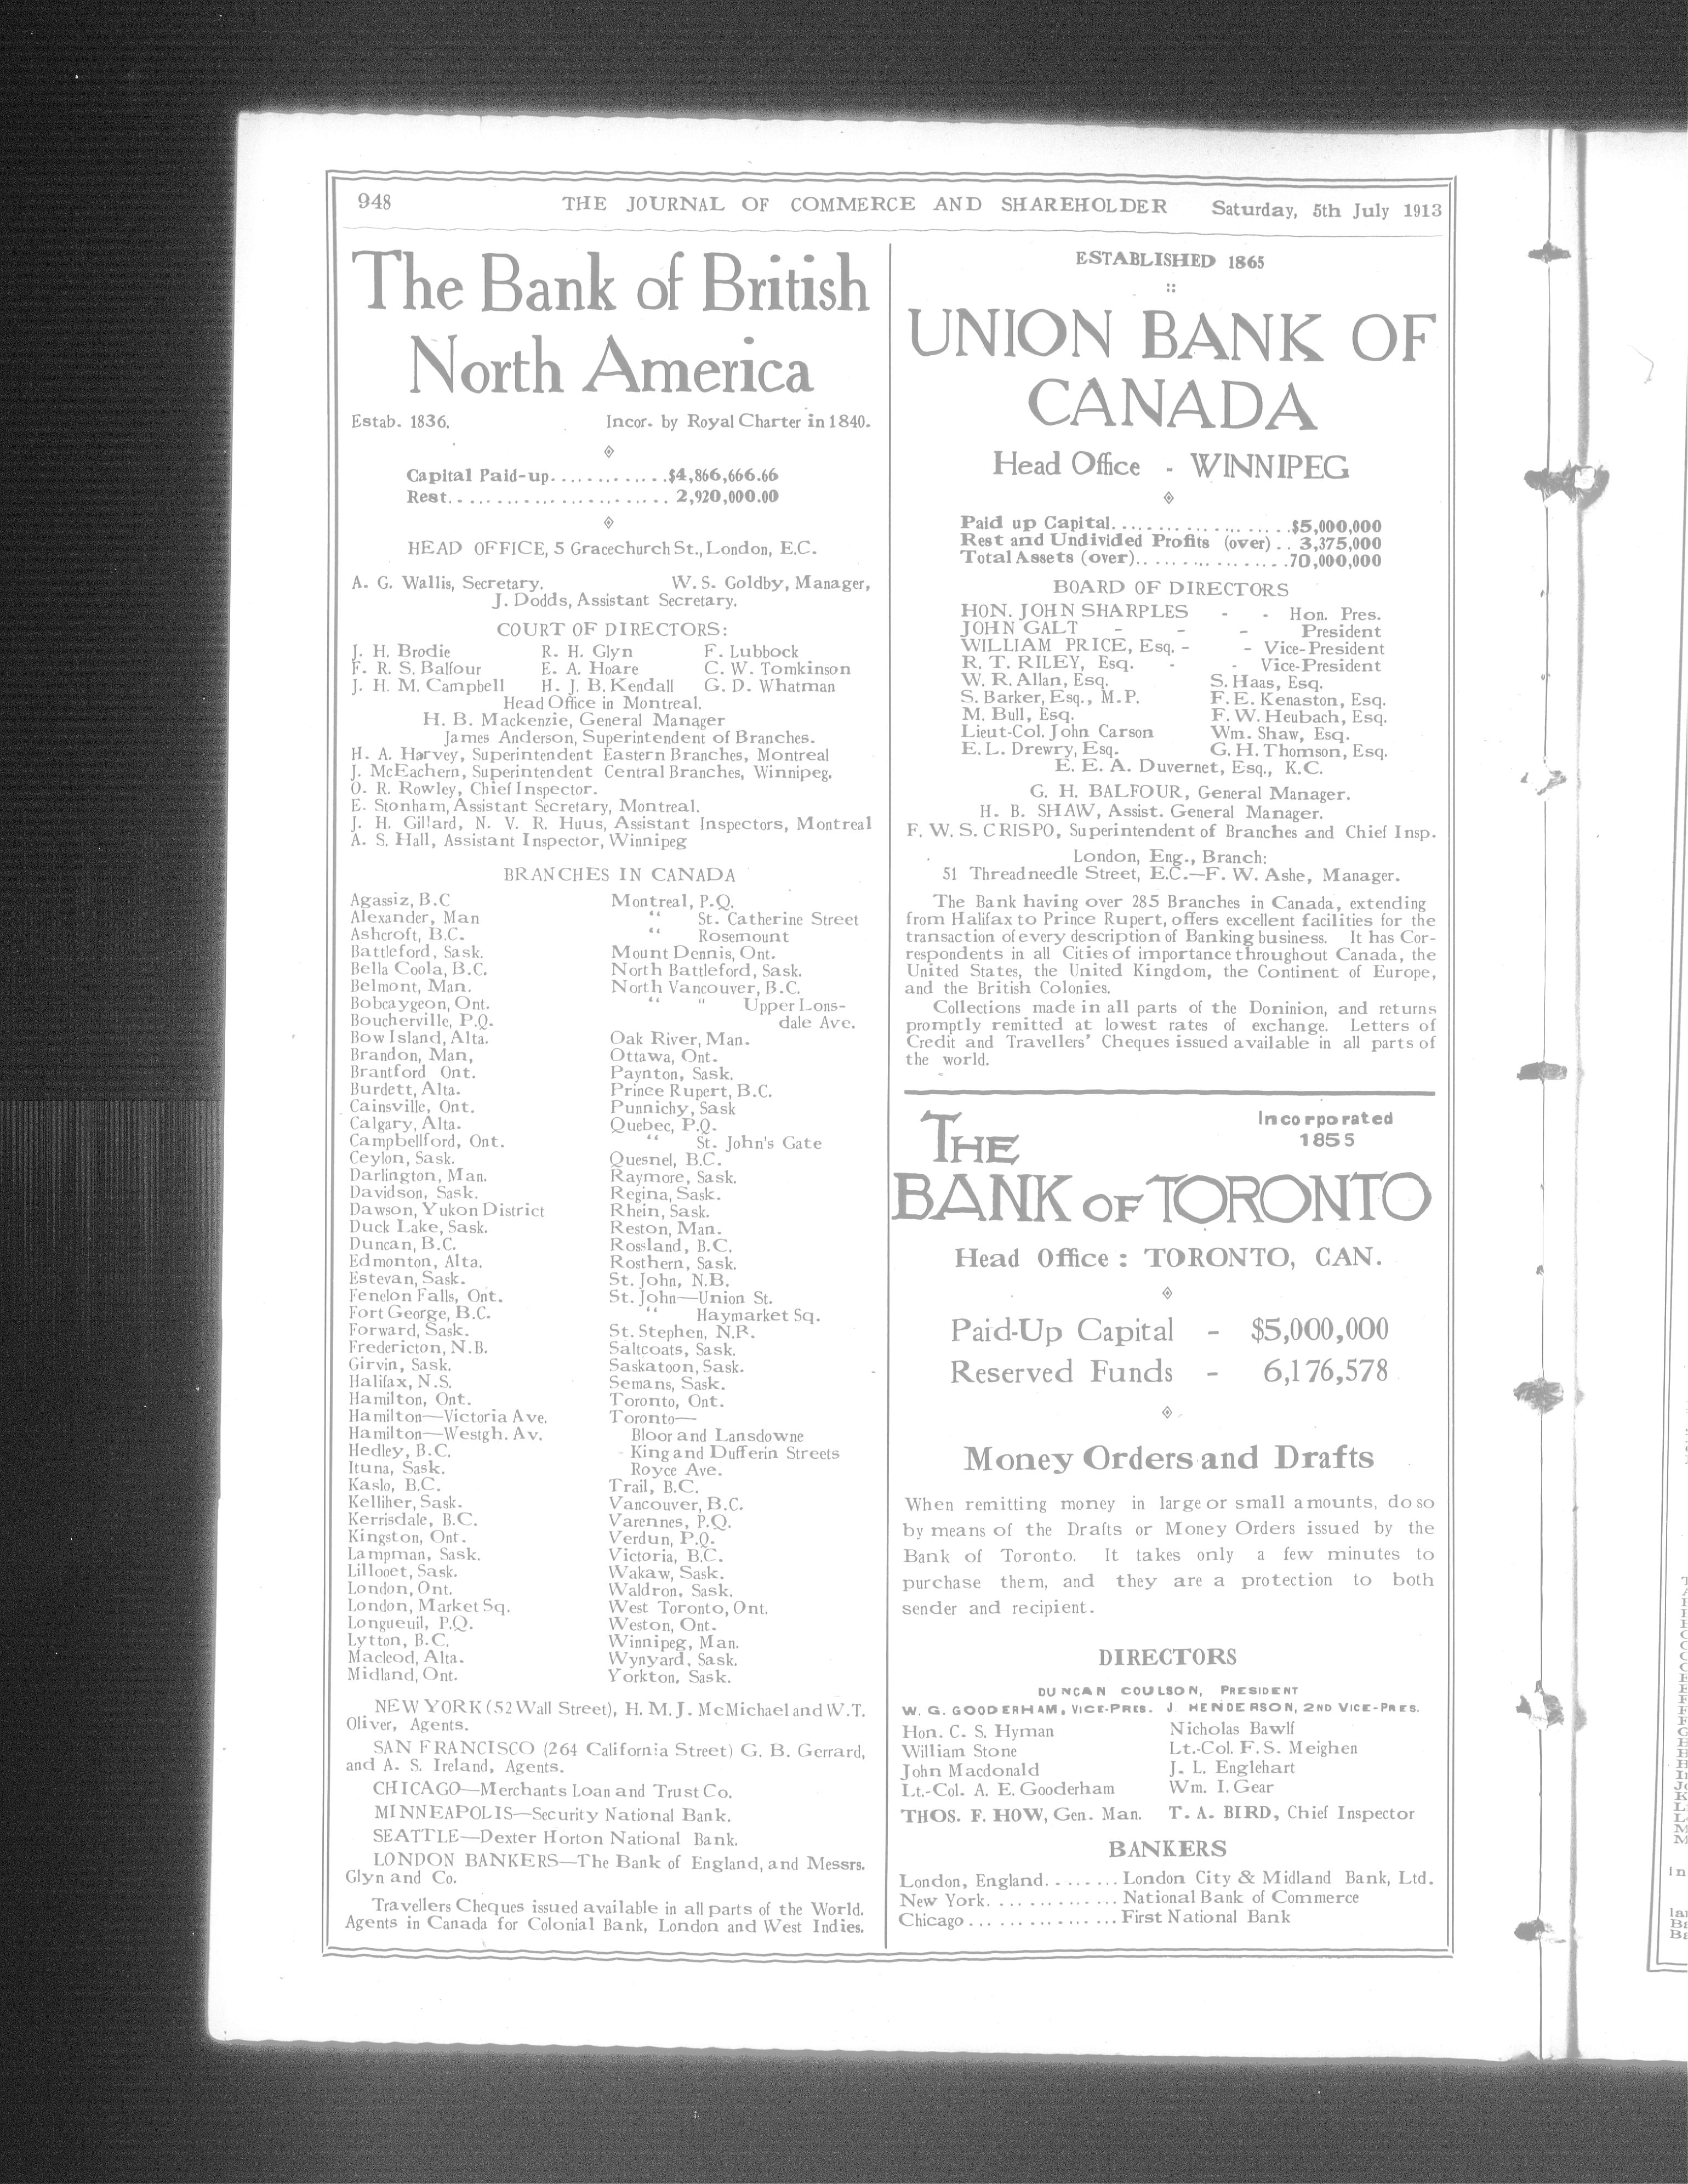 948 THE JOURNAL OF COMMERCE AND SHAREHOLDER Saturday, 5th July 1913
The Bank of British
North America
Estab. 1836. Incor. by Royal Charter in 1840.
Capital Paid-up.............$4,866,666.66
Rest....................... 2,920,000.00
HEAD OFFICE, 5 Gracechurch St., London, E.C.
A. G. Wallis, Secretary. W. S. Goldby, Manager,
J. Dodds, Assistant Secretary.
COURT OF DIRECTORS:
J. H. Brodie R. H. Glyn F. Lubbock
F. R. S. Balfour E. A. Hoare C. W. Tomkinson
J. H. M. Campbell H. J. B. Kendall G. D. Whatman
Head Office in Montreal.
H. B. Mackenzie, General Manager
James Anderson, Superintendent of Branches.
H. A. Harvey, Superintendent Eastern Branches, Montreal
J. McEachern, Superintendent Central Branches, Winnipeg.
O. R. Rowley, Chief Inspector.
E. Stonham, Assistant Secretary, Montreal.
J. H. Gillard, N. V. R. Huus, Assistant Inspectors, Montreal
A. S. Hall, Assistant Inspector, Winnipeg
BRANCHES IN CANADA
Agassiz, B.C
Alexander, Man
Ashcroft, B.C.
Battleford, Sask.
Bella Coola, B.C.
Belmont, Man.
Bobcaygeon, Ont.
Boucherville, P.Q.
Bow Island, Alta.
Brandon, Man,
Brantford Ont.
Burdett, Alta.
Cainsville, Ont.
Calgary, Alta.
Campbellford, Ont.
Ceylon, Sask.
Darlington, Man.
Davidson, Sask.
Dawson, Yukon District
Duck Lake, Sask.
Duncan, B.C.
Edmonton, Alta.
Estevan, Sask.
Fenelon Falls, Ont.
Fort George, B.C.
Forward, Sask.
Fredericton, N.B.
Girvin, Sask.
Halifax, N.S.
Hamilton, Ont.
Hamilton—Victoria Ave.
Hamilton—Westgh. Av.
Hedley, B.C.
Ituna, Sask.
Kaslo, B.C.
Kelliher, Sask.
Kerrisdale, B.C.
Kingston, Ont.
Lampman, Sask.
Lillooet, Sask.
London, Ont.
London, Market Sq.
Longueuil, P.Q.
Lytton, B.C.
Macleod, Alta.
Midland, Ont.
Montreal, P.Q.
“ St. Catherine Street
“ Rosemount
Mount Dennis, Ont.
North Battleford, Sask.
North Vancouver, B.C.
“ “ Upper Lons-
dale Ave.
Oak River, Man.
Ottawa, Ont.
Paynton, Sask.
Prince Rupert, B.C.
Punnichy, Sask
Quebec, P.Q.
“ St. John's Gate
Quesnel, B.C.
Raymore, Sask.
Regina, Sask.
Rhein, Sask.
Reston, Man.
Rossland, B.C.
Rosthern, Sask.
St. John, N.B.
St. John—Union St.
“ Haymarket Sq.
St. Stephen, N.B.
Saltcoats, Sask.
Saskatoon, Sask.
Semans, Sask.
Toronto, Ont.
Toronto—
Bloor and Lansdowne
King and Dufferin Streets
Royce Ave.
Trail, B.C.
Vancouver, B.C.
Varennes, P.Q.
Verdun, P.Q.
Victoria, B.C.
Wakaw, Sask.
Waldron, Sask.
West Toronto, Ont.
Weston, Ont.
Winnipeg, Man.
Wynyard, Sask.
Yorkton, Sask.
NEW YORK (52 Wall Street), H. M. J. McMichael and W. T.
Oliver, Agents.
SAN FRANCISCO (264 California Street) G. B. Gerrard,
and A. S. Ireland, Agents.
CHICAGO—Merchants Loan and Trust Co.
MINNEAPOLIS—Security National Bank.
SEATTLE—Dexter Horton National Bank.
LONDON BANKERS—The Bank of England, and Messrs.
Glyn and Co.
Travellers Cheques issued available in all parts of the World.
Agents in Canada for Colonial Bank, London and West Indies.
ESTABLISHED 1865
UNION BANK OF
CANADA
Head Office - WINNIPEG
Paid up Capital....................$5,000,000
Rest and Undivided Profits (over).. 3,375,000
Total Assets (over)................70,000,000
BOARD OF DIRECTORS
HON. JOHN SHARPLES - - Hon. Pres.
JOHN GALT - - - President
WILLIAM PRICE, Esq. - - Vice-President
R. T. RILEY, Esq. - - Vice-President
W. R. Allan, Esq. S. Haas, Esq.
S. Barker, Esq., M.P. F. E. Kenaston, Esq.
M. Bull, Esq. F. W. Heubach, Esq.
Lieut-Col. John Carson Wm. Shaw, Esq.
E. L. Drewry, Esq. G. H. Thomson, Esq.
E. E. A. Duvernet, Esq., K.C.
G. H. BALFOUR, General Manager.
H. B. SHAW, Assist. General Manager.
F. W. S. CRISPO, Superintendent of Branches and Chief Insp.
London, Eng., Branch:
51 Threadneedle Street, E.C.—F. W. Ashe, Manager.
The Bank having over 285 Branches in Canada, extending
from Halifax to Prince Rupert, offers excellent facilities for the
transaction of every description of Banking business. It has Cor-
respondents in all Cities of importance throughout Canada, the
United States, the United Kingdom, the Continent of Europe,
and the British Colonies.
Collections made in all parts of the Doninion, and returns
promptly remitted at lowest rates of exchange. Letters of
Credit and Travellers' Cheques issued available in all parts of
the world.
Incorporated
1855
THE
BANK OF TORONTO
Head Office : TORONTO, CAN.
Paid-Up Capital - $5,000,000
Reserved Funds - 6,176,578
Money Orders and Drafts
When remitting money in large or small amounts, do so
by means of the Drafts or Money Orders issued by the
Bank of Toronto. It takes only a few minutes to
purchase them, and they are a protection to both
sender and recipient.
DIRECTORS
DUNCAN COULSON, PRESIDENT
W. G. GOODERHAM, VICE-PRES. J. HENDERSON, 2ND VICE-PRES.
Hon. C. S. Hyman Nicholas Bawlf
William Stone Lt.-Col. F. S. Meighen
John Macdonald J. L. Englehart
Lt.-Col. A. E. Gooderham Wm. I. Gear
THOS. F. HOW, Gen. Man. T. A. BIRD, Chief Inspector
BANKERS
London, England........London City & Midland Bank, Ltd.
New York..............National Bank of Commerce
Chicago...............First National Bank